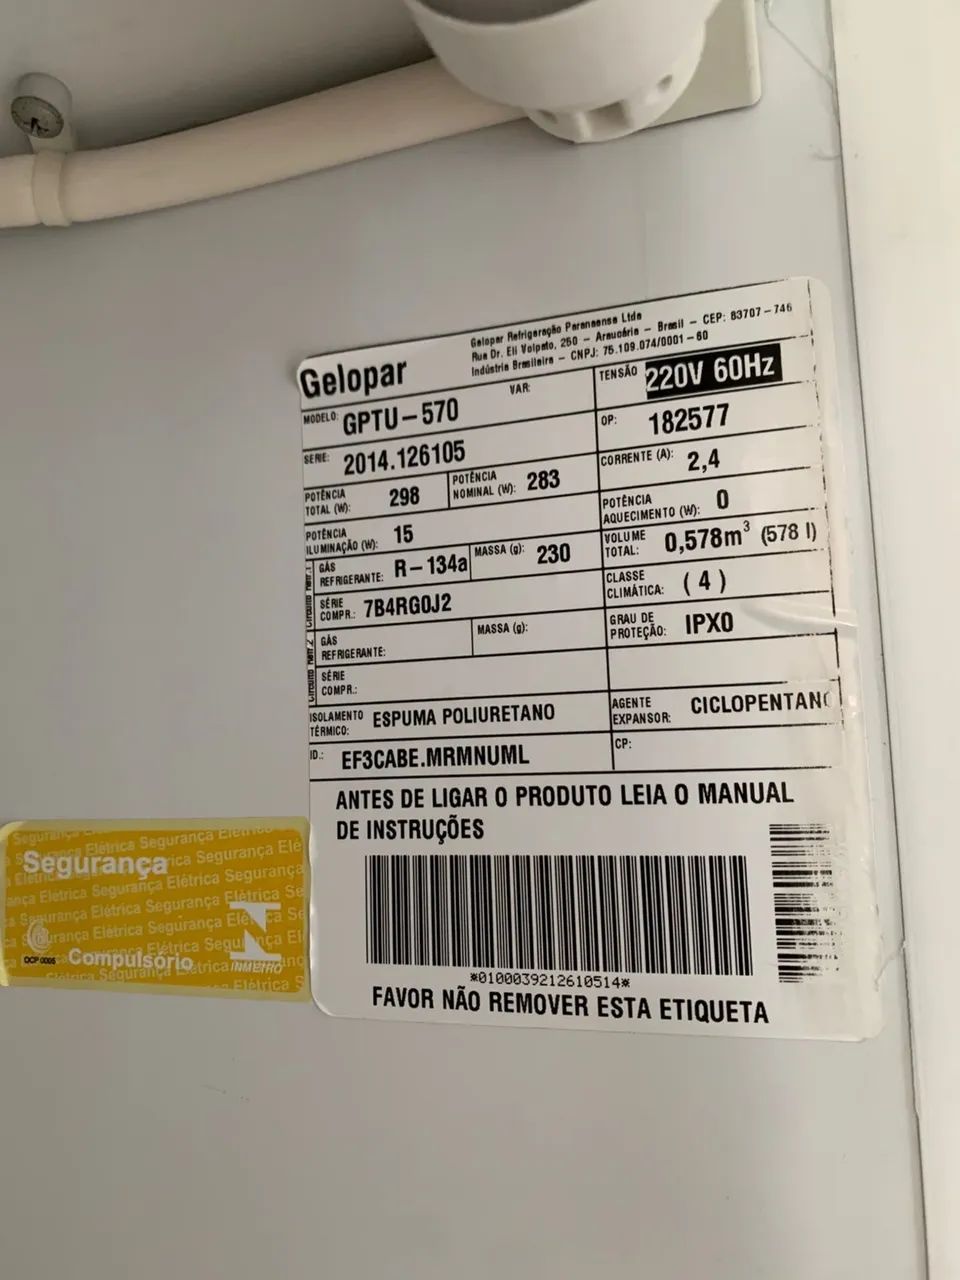 Gelopar
Gelopar Refrigeração Paranaense Ltda
Rua Dr. Eli Volpato, 250 - Araucária - Brasil - CEP: 83707-746
Indústria Brasileira - CNPJ: 75.109.074/0001-60
MODELO: GPTU-570 VAR: TENSÃO 220V 60Hz
SERIE: 2014.126105 OP: 182577
POTÊNCIA TOTAL (W): 298 POTÊNCIA NOMINAL (W): 283 CORRENTE (A): 2,4
POTÊNCIA ILUMINAÇÃO (W): 15 POTÊNCIA AQUECIMENTO (W): 0
GÁS REFRIGERANTE: R-134a MASSA (g): 230 VOLUME TOTAL: 0,578m³ (578 l)
SÉRIE COMPR.: 7B4RG0J2 CLASSE CLIMÁTICA: (4)
GÁS REFRIGERANTE: MASSA (g): GRAU DE PROTEÇÃO: IPX0
SÉRIE COMPR.:
ISOLAMENTO TÉRMICO: ESPUMA POLIURETANO AGENTE EXPANSOR: CICLOPENTANO
ID.: EF3CABE.MRMNUML CP:
ANTES DE LIGAR O PRODUTO LEIA O MANUAL
DE INSTRUÇÕES
*0100039212610514*
FAVOR NÃO REMOVER ESTA ETIQUETA
Segurança
Compulsório
OCP 0005
INMETRO